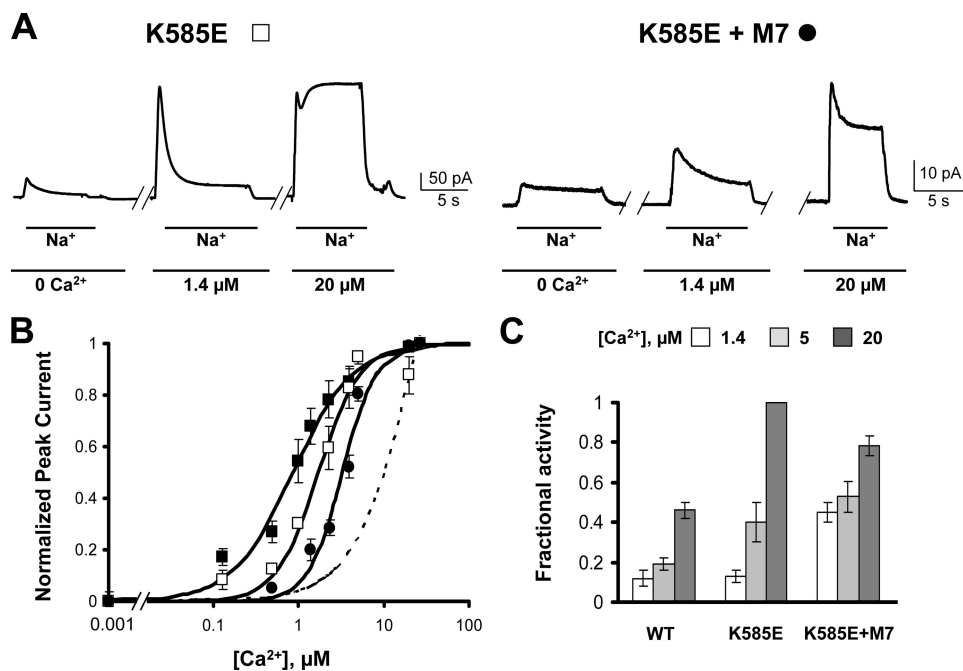 A
K585E
K585E + M7
50 pA
5 s
10 pA
5 s
Na⁺
Na⁺
Na⁺
Na⁺
Na⁺
Na⁺
0 Ca²⁺
1.4 µM
20 µM
0 Ca²⁺
1.4 µM
20 µM
B
Normalized Peak Current
1
0.8
0.6
0.4
0.2
0
0.001
0.1
1
10
100
[Ca²⁺], µM
C
[Ca²⁺], µM
1.4
5
20
Fractional activity
1
0.8
0.6
0.4
0.2
0
WT
K585E
K585E+M7